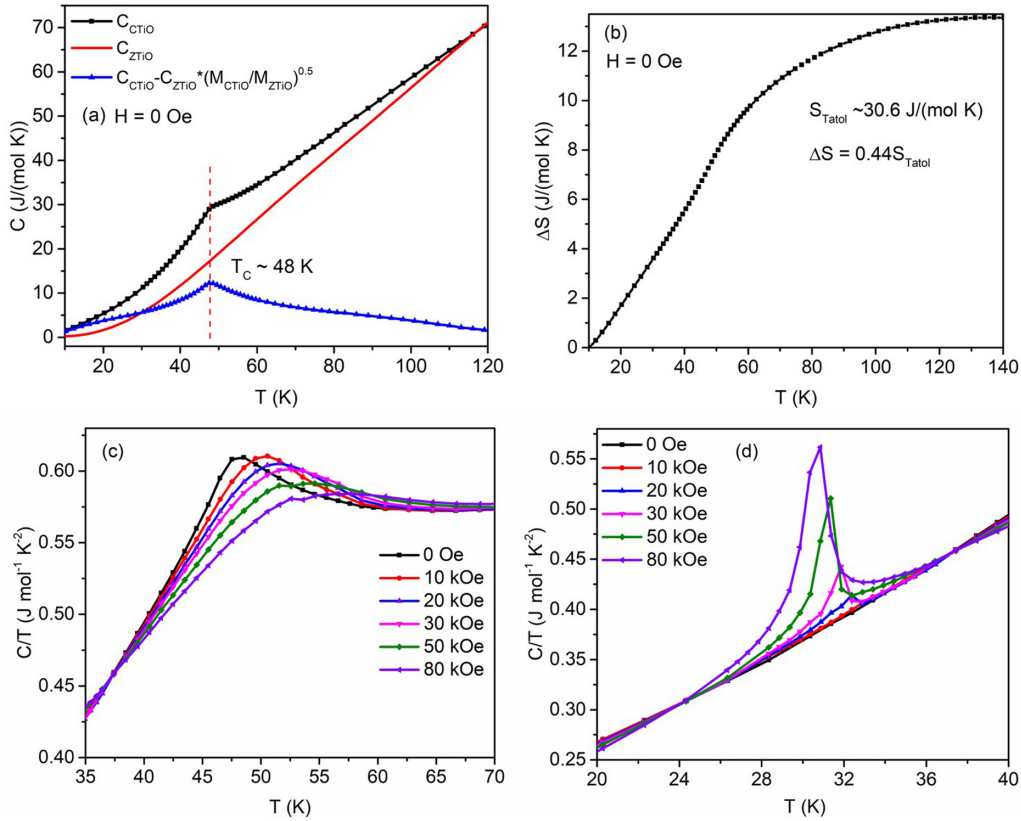 C_CTiO
C_ZTiO
C_CTiO-C_ZTiO*(M_CTiO/M_ZTiO)^0.5
(a) H = 0 Oe
T_C ~ 48 K
C (J/(mol K))
70
60
50
40
30
20
10
0
20 40 60 80 100 120
T (K)
(b)
H = 0 Oe
S_Tatol ~30.6 J/(mol K)
ΔS = 0.44S_Tatol
ΔS (J/(mol K))
12
10
8
6
4
2
0
20 40 60 80 100 120 140
T (K)
(c)
0 Oe
10 kOe
20 kOe
30 kOe
50 kOe
80 kOe
C/T (J mol⁻¹ K⁻²)
0.60
0.55
0.50
0.45
0.40
35 40 45 50 55 60 65 70
T (K)
(d)
0 Oe
10 kOe
20 kOe
30 kOe
50 kOe
80 kOe
C/T (J mol⁻¹ K⁻²)
0.55
0.50
0.45
0.40
0.35
0.30
0.25
20 24 28 32 36 40
T (K)